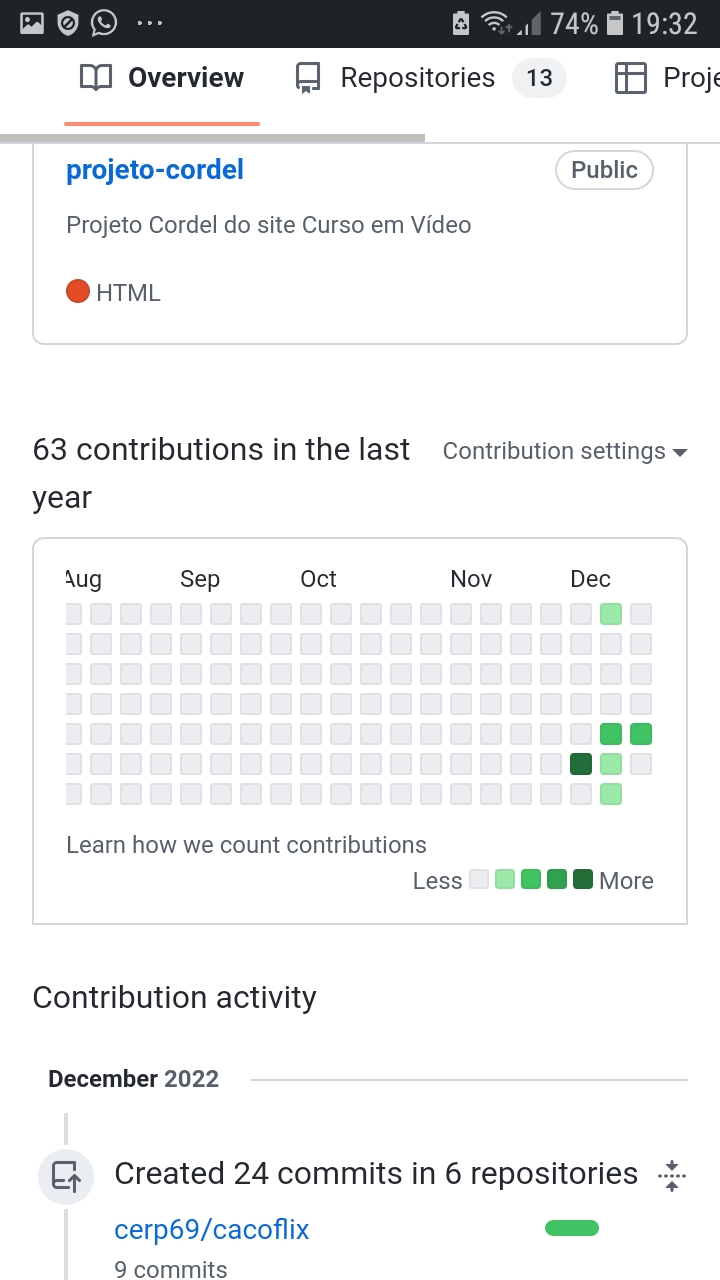 74% 19:32
Overview Repositories 13 Proje
projeto-cordel Public
Projeto Cordel do site Curso em Vídeo
HTML
63 contributions in the last
year
Contribution settings
Aug Sep Oct Nov Dec
Learn how we count contributions
Less More
Contribution activity
December 2022
Created 24 commits in 6 repositories
cerp69/cacoflix
9 commits